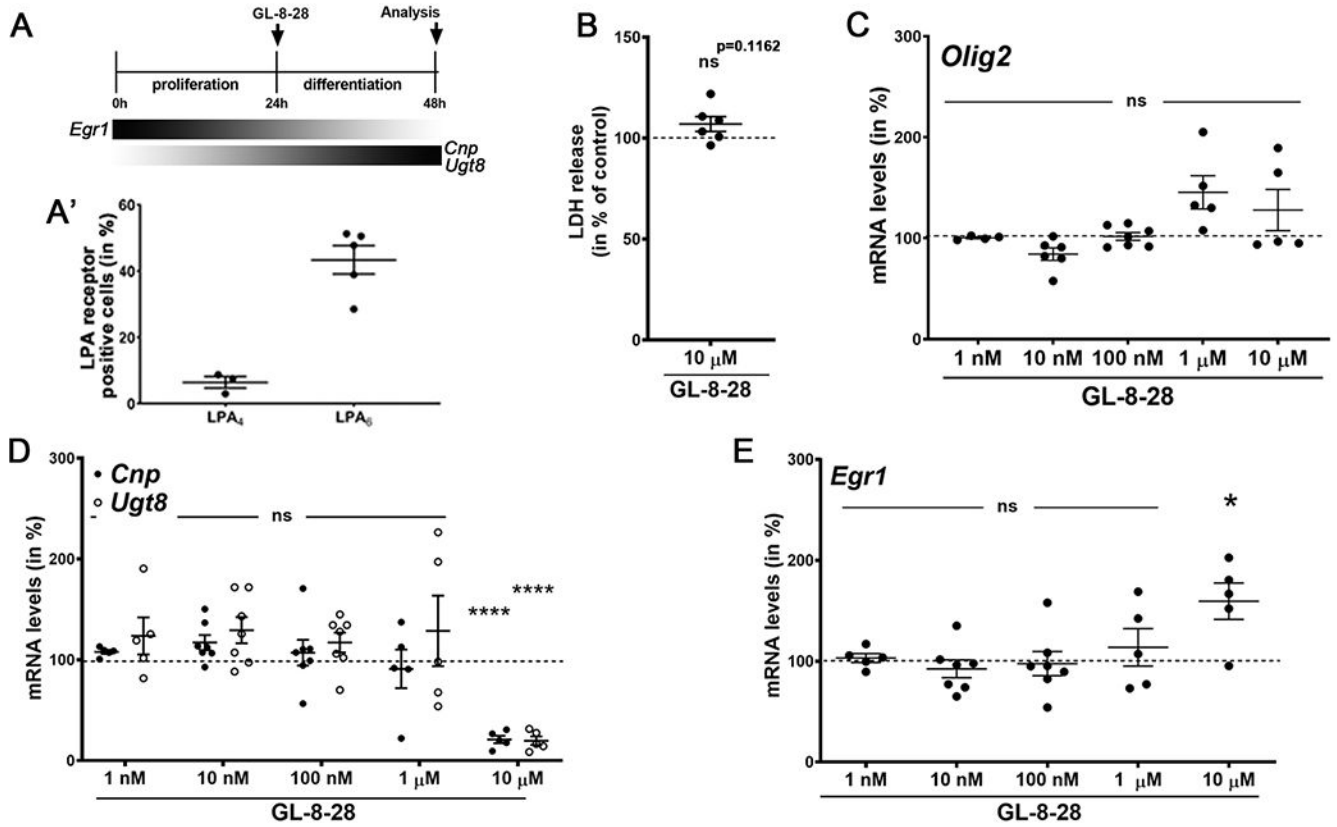 A
GL-8-28
Analysis
proliferation
differentiation
0h
24h
48h
Egr1
Cnp
Ugt8
A'
LPA receptor
positive cells (in %)
60
40
20
0
LPA4
LPA6
B
LDH release
(in % of control)
150
100
50
0
p=0.1162
ns
10 μM
GL-8-28
C
Olig2
mRNA levels (in %)
300
200
100
0
ns
1 nM
10 nM
100 nM
1 μM
10 μM
GL-8-28
D
Cnp
Ugt8
mRNA levels (in %)
300
200
100
0
ns
****
****
1 nM
10 nM
100 nM
1 μM
10 μM
GL-8-28
E
Egr1
mRNA levels (in %)
300
200
100
0
ns
*
1 nM
10 nM
100 nM
1 μM
10 μM
GL-8-28